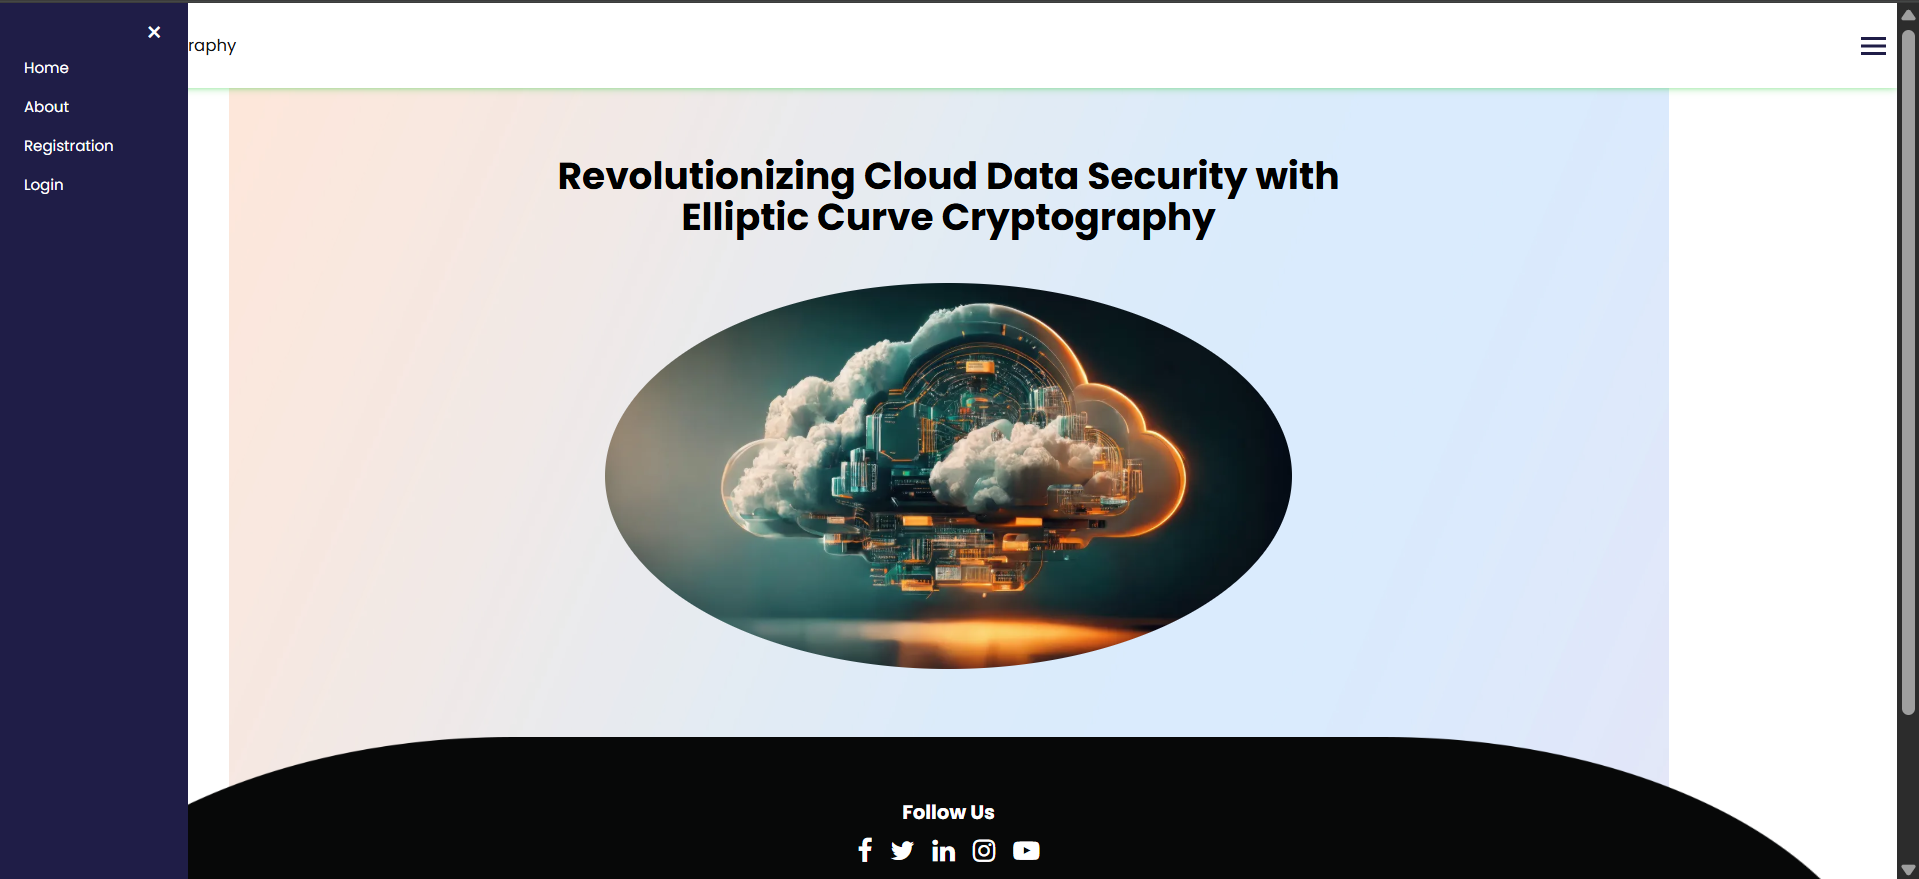 ×
Home
About
Registration
Login
raphy
Revolutionizing Cloud Data Security with
Elliptic Curve Cryptography
Follow Us